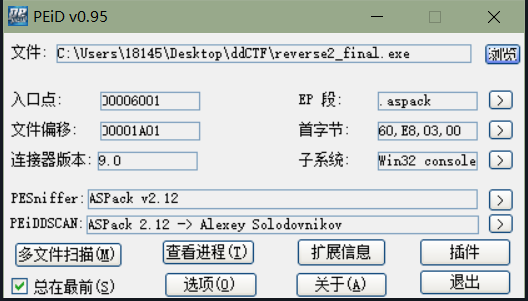 PEiD v0.95
文件: C:\Users\18145\Desktop\ddCTF\reverse2_final.exe 浏览
入口点: 00006001 EP 段: .aspack >
文件偏移: 00001A01 首字节: 60,E8,03,00 >
连接器版本: 9.0 子系统: Win32 console >
PESniffer: ASPack v2.12 >
PEiDDSCAN: ASPack 2.12 -> Alexey Solodovnikov >
多文件扫描(M) 查看进程(T) 扩展信息 插件
总在最前(S) 选项(O) 关于(A) 退出